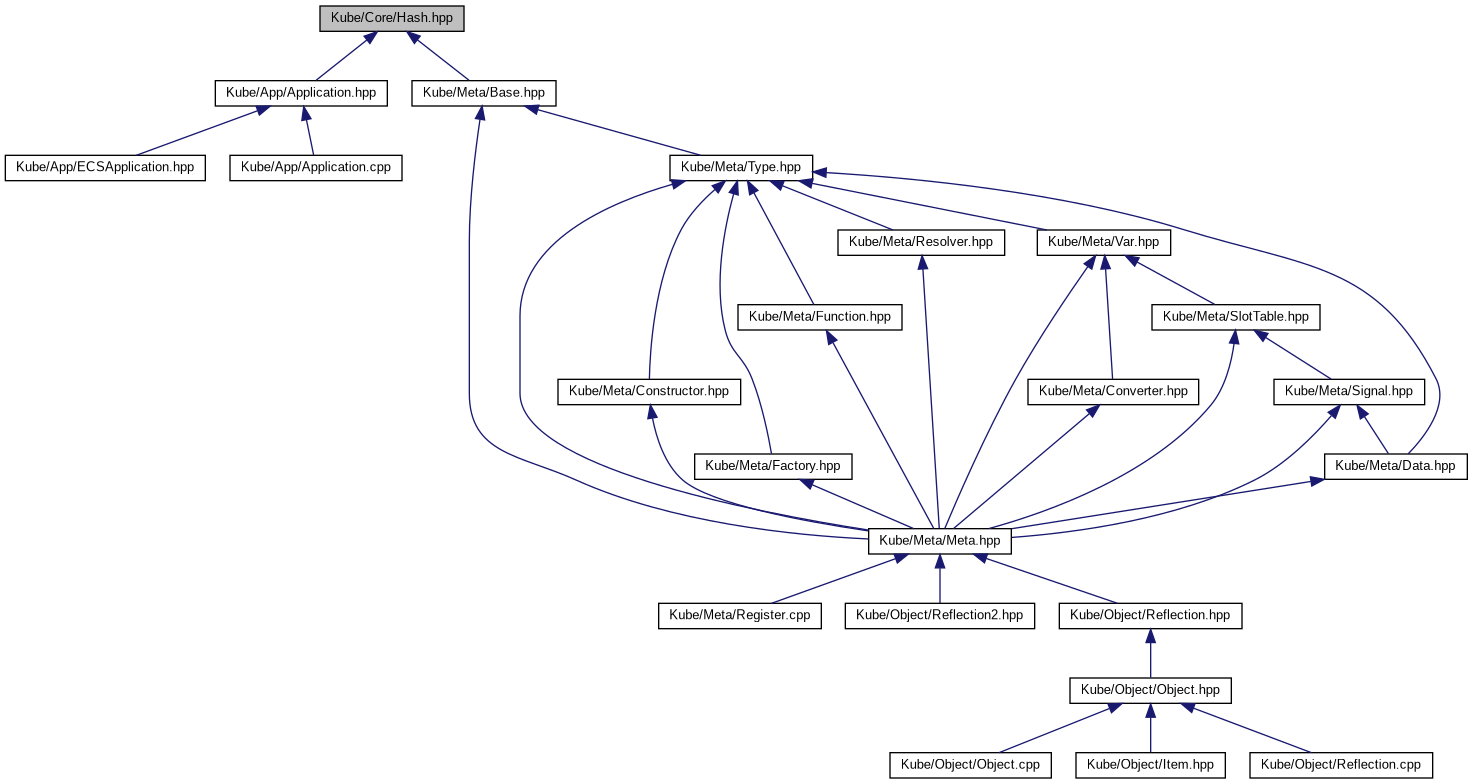 Kube/Core/Hash.hpp
Kube/App/Application.hpp
Kube/Meta/Base.hpp
Kube/App/ECSApplication.hpp
Kube/App/Application.cpp
Kube/Meta/Type.hpp
Kube/Meta/Resolver.hpp
Kube/Meta/Var.hpp
Kube/Meta/Function.hpp
Kube/Meta/SlotTable.hpp
Kube/Meta/Constructor.hpp
Kube/Meta/Converter.hpp
Kube/Meta/Signal.hpp
Kube/Meta/Factory.hpp
Kube/Meta/Data.hpp
Kube/Meta/Meta.hpp
Kube/Meta/Register.cpp
Kube/Object/Reflection2.hpp
Kube/Object/Reflection.hpp
Kube/Object/Object.hpp
Kube/Object/Object.cpp
Kube/Object/Item.hpp
Kube/Object/Reflection.cpp